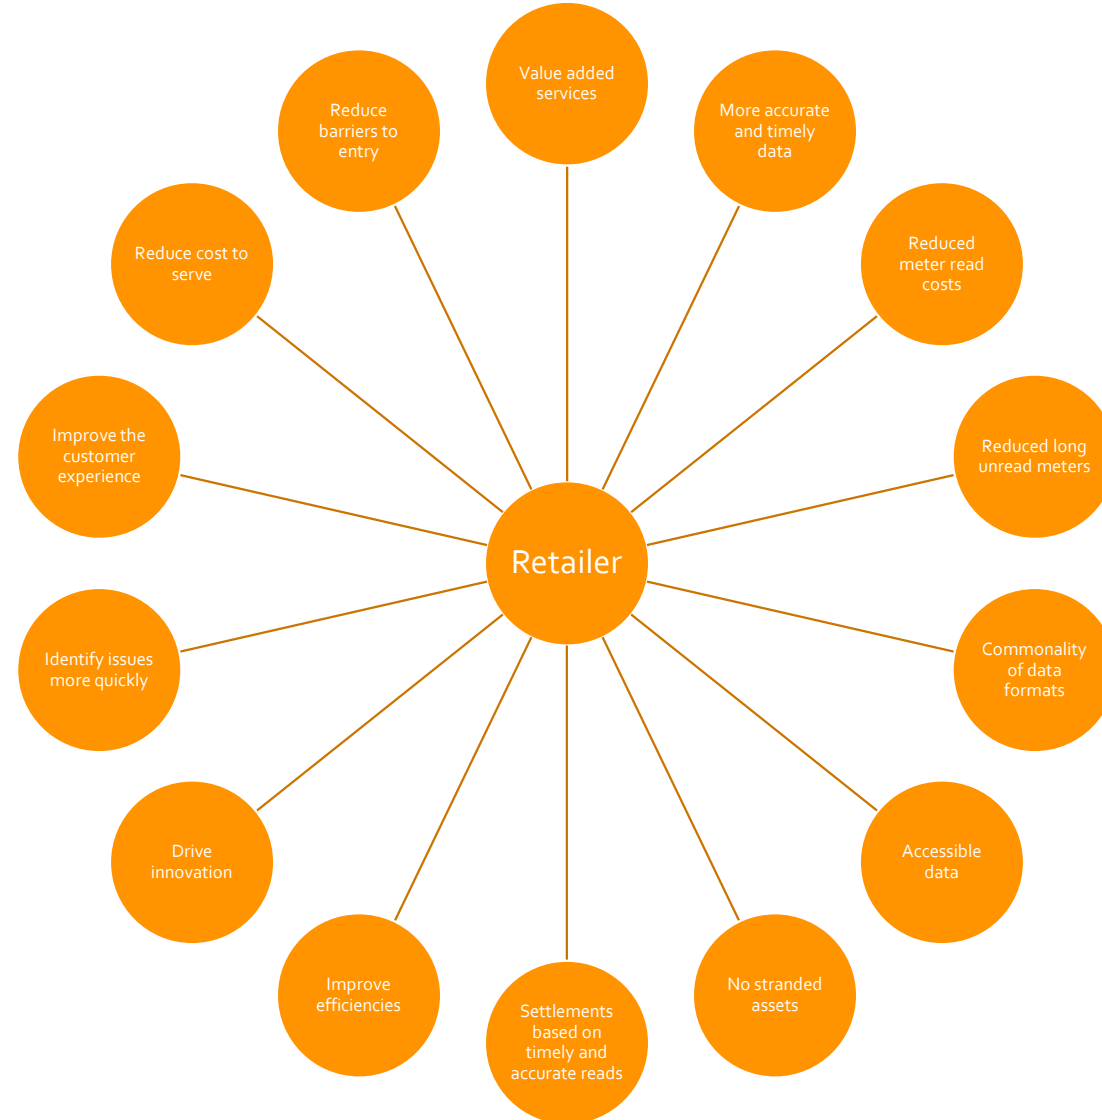 Value added
services
More accurate
and timely
data
Reduced
meter read
costs
Reduced long
unread meters
Commonality
of data
formats
Accessible
data
No stranded
assets
Settlements
based on
timely and
accurate reads
Improve
efficiencies
Drive
innovation
Identify issues
more quickly
Improve the
customer
experience
Reduce cost to
serve
Reduce
barriers to
entry
Retailer